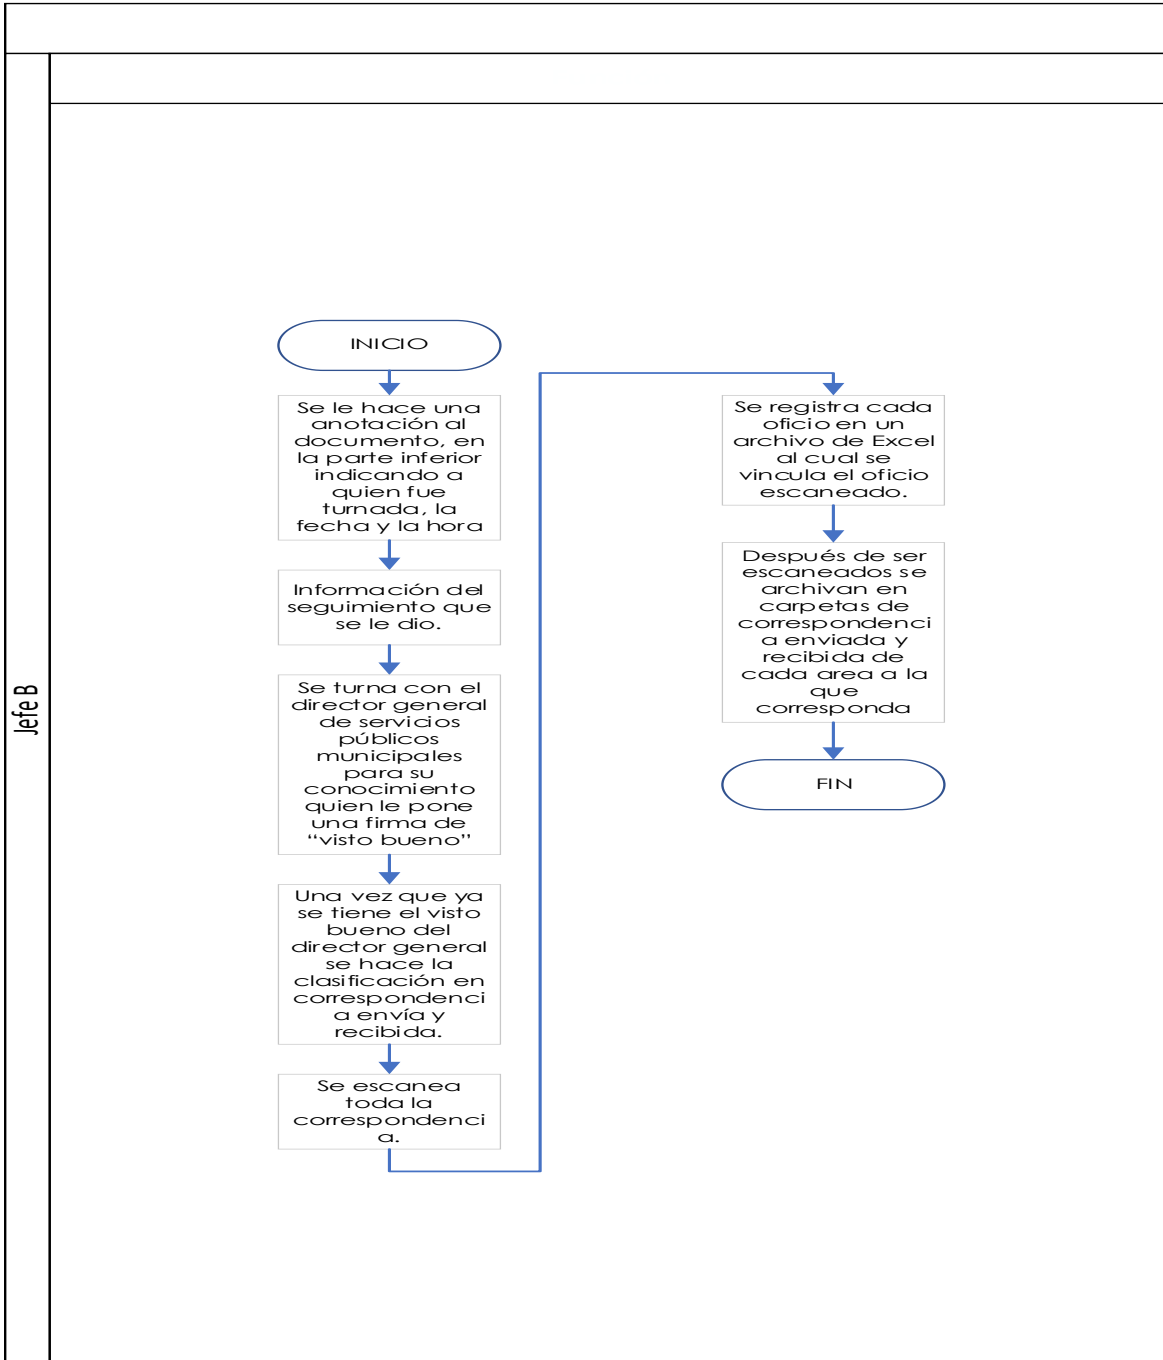 Jefe B
INICIO
Se le hace una
anotación al
documento, en
la parte inferior
indicando a
quien fue
turnada, la
fecha y la hora
Información del
seguimiento que
se le dio.
Se turna con el
director general
de servicios
públicos
municipales
para su
conocimiento
quien le pone
una firma de
“visto bueno”
Una vez que ya
se tiene el visto
bueno del
director general
se hace la
clasificación en
correspondenci
a envía y
recibida.
Se escanea
toda la
correspondenci
a.
Se registra cada
oficio en un
archivo de Excel
al cual se
vincula el oficio
escaneado.
Después de ser
escaneados se
archivan en
carpetas de
correspondenci
a enviada y
recibida de
cada area a la
que
corresponda
FIN